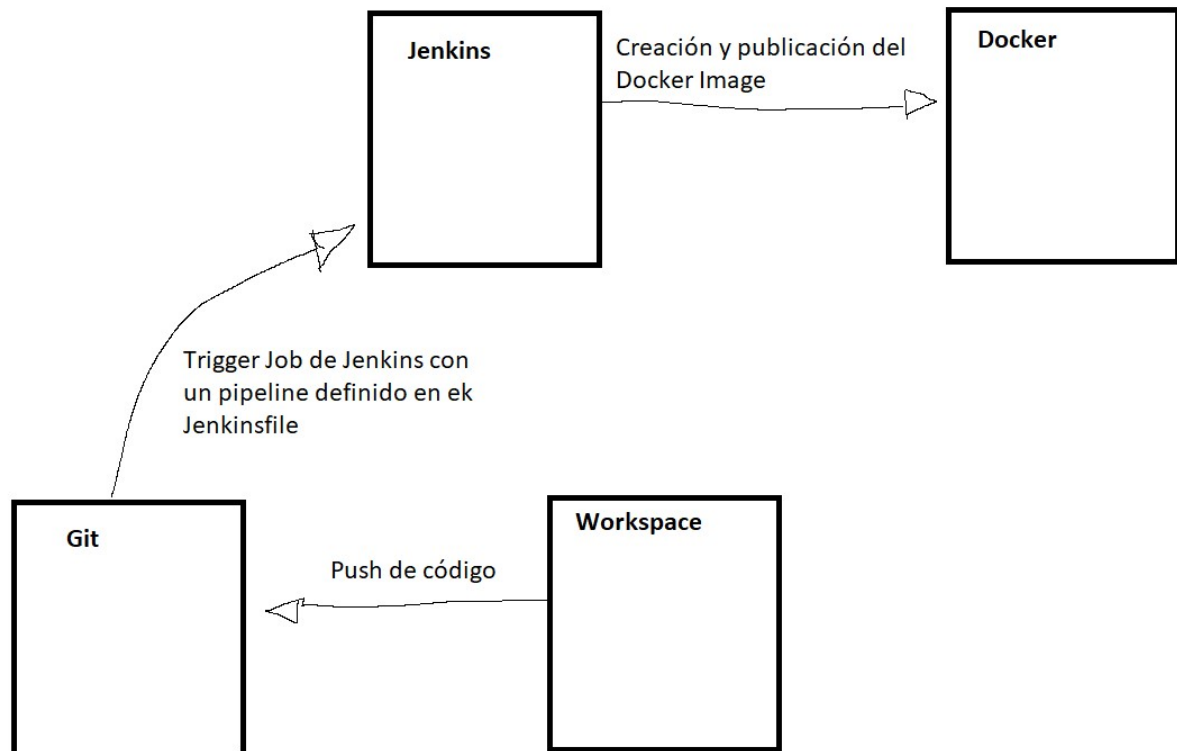 Jenkins
Creación y publicación del
Docker Image
Docker
Trigger Job de Jenkins con
un pipeline definido en ek
Jenkinsfile
Git
Push de código
Workspace